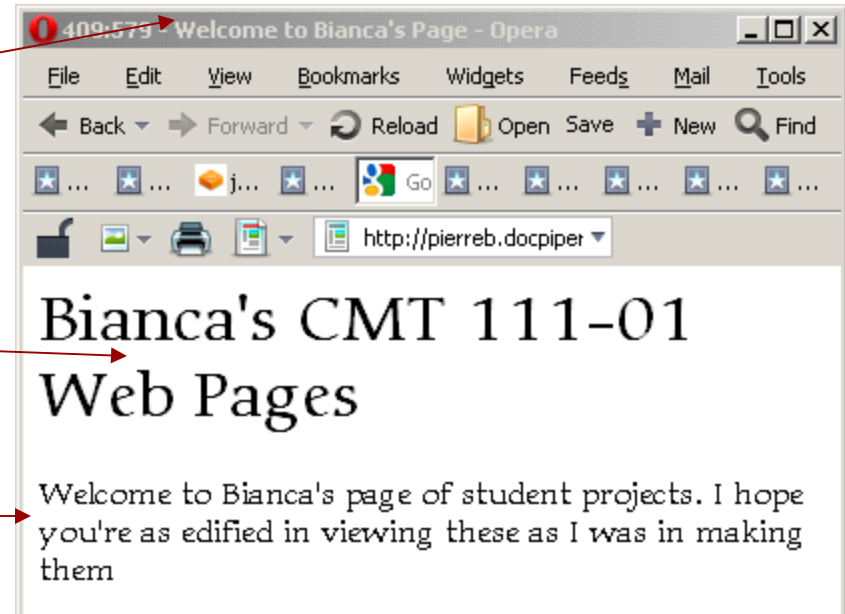 409:579 - Welcome to Bianca's Page - Opera
File Edit View Bookmarks Widgets Feeds Mail Tools
Back Forward Reload Open Save New Find
... ... j... ... Go ... ... ... ... ...
http://pierreb.docpiper
Bianca's CMT 111-01
Web Pages
Welcome to Bianca's page of student projects. I hope
you're as edified in viewing these as I was in making
them